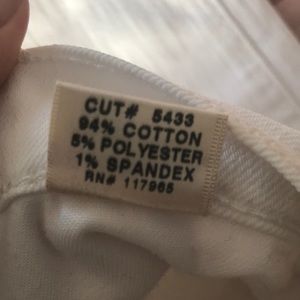 CUT# 5433
94% COTTON
5% POLYESTER
1% SPANDEX
RN# 117965